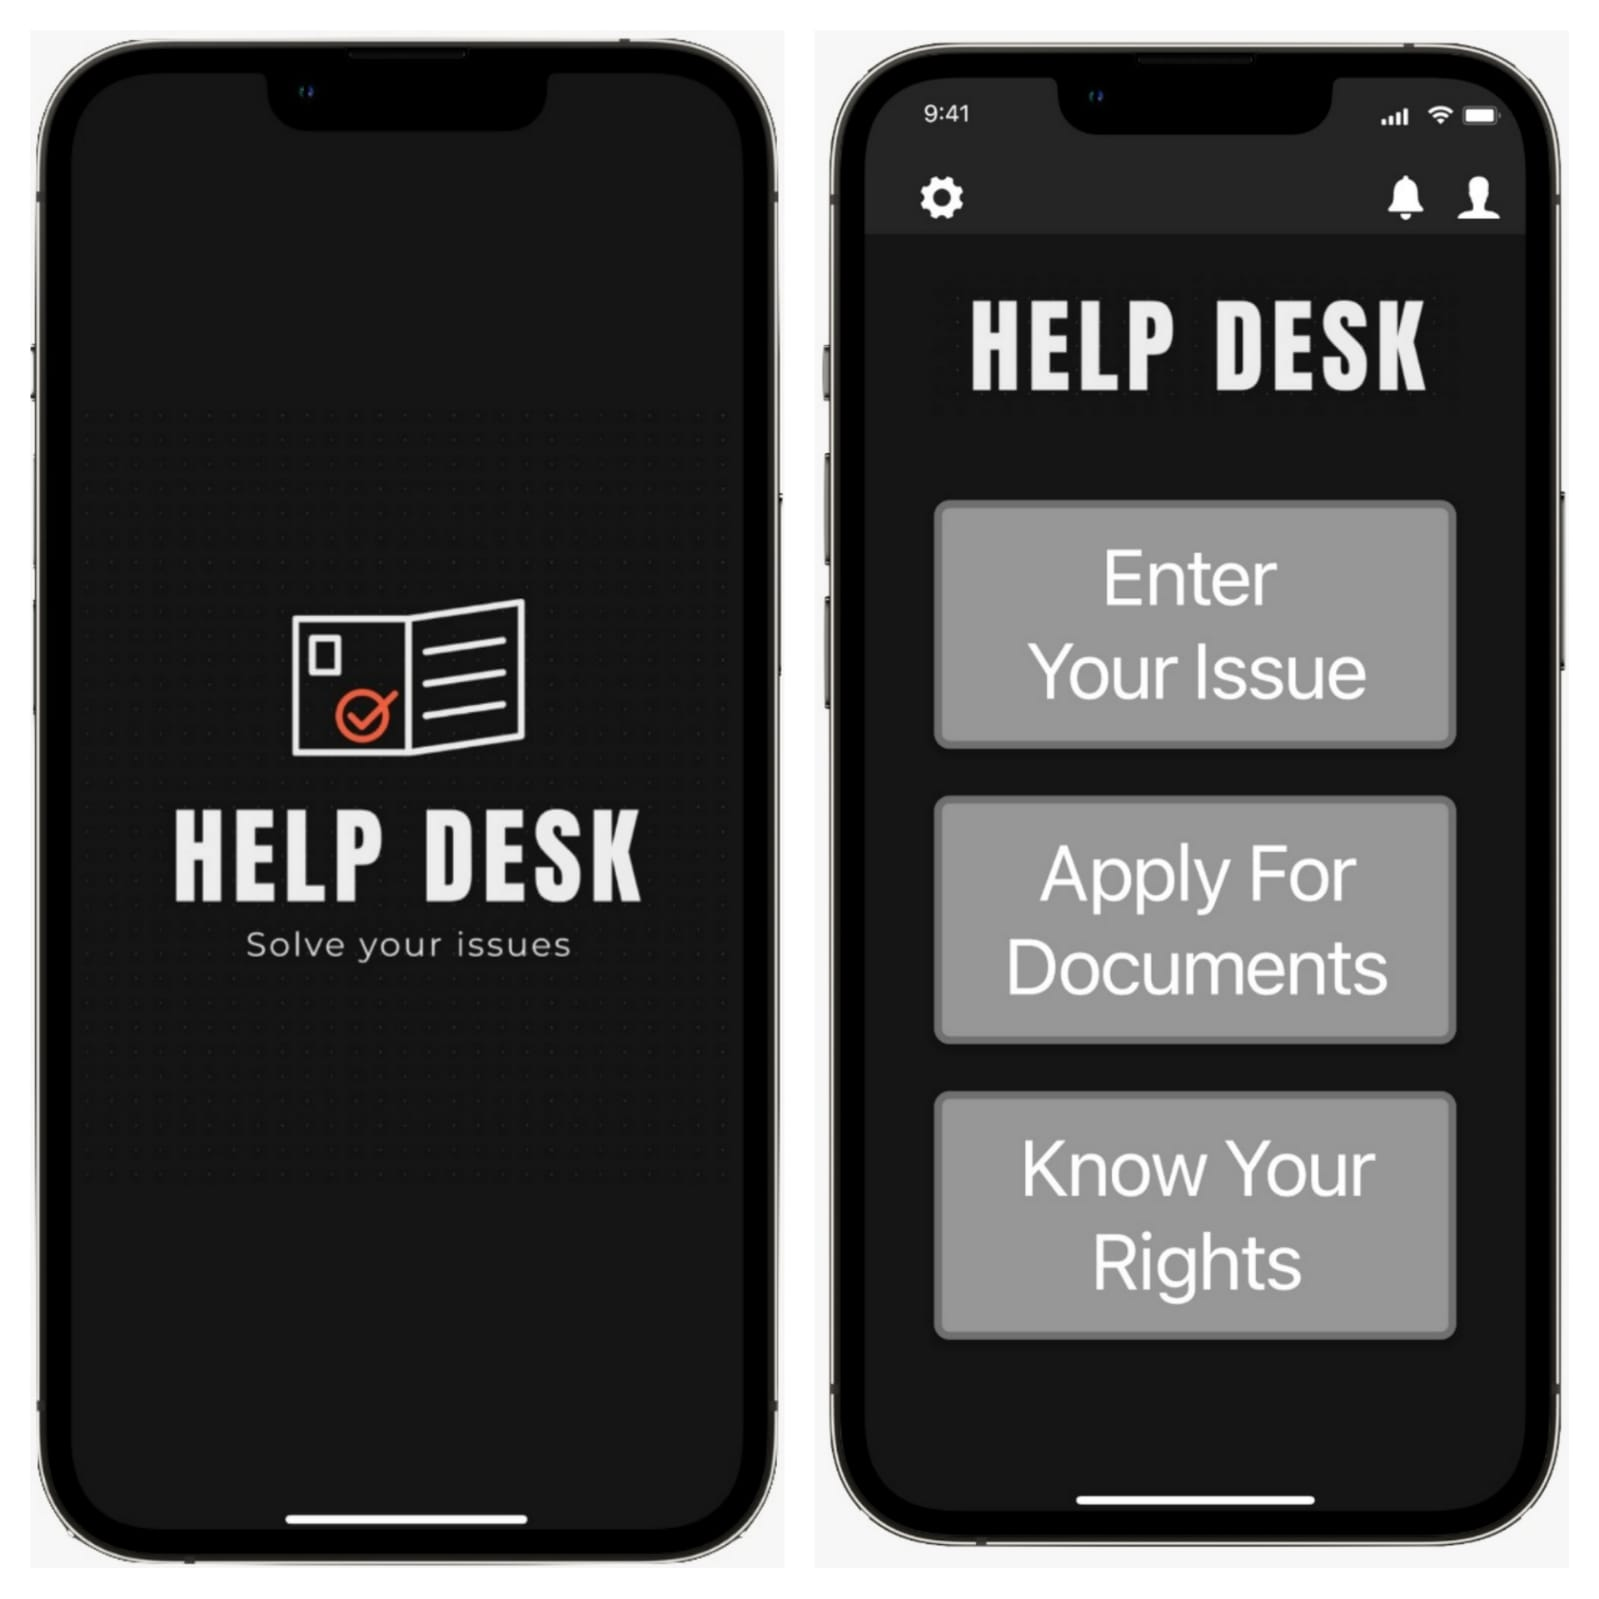 HELP DESK
Solve your issues
9:41
HELP DESK
Enter
Your Issue
Apply For
Documents
Know Your
Rights